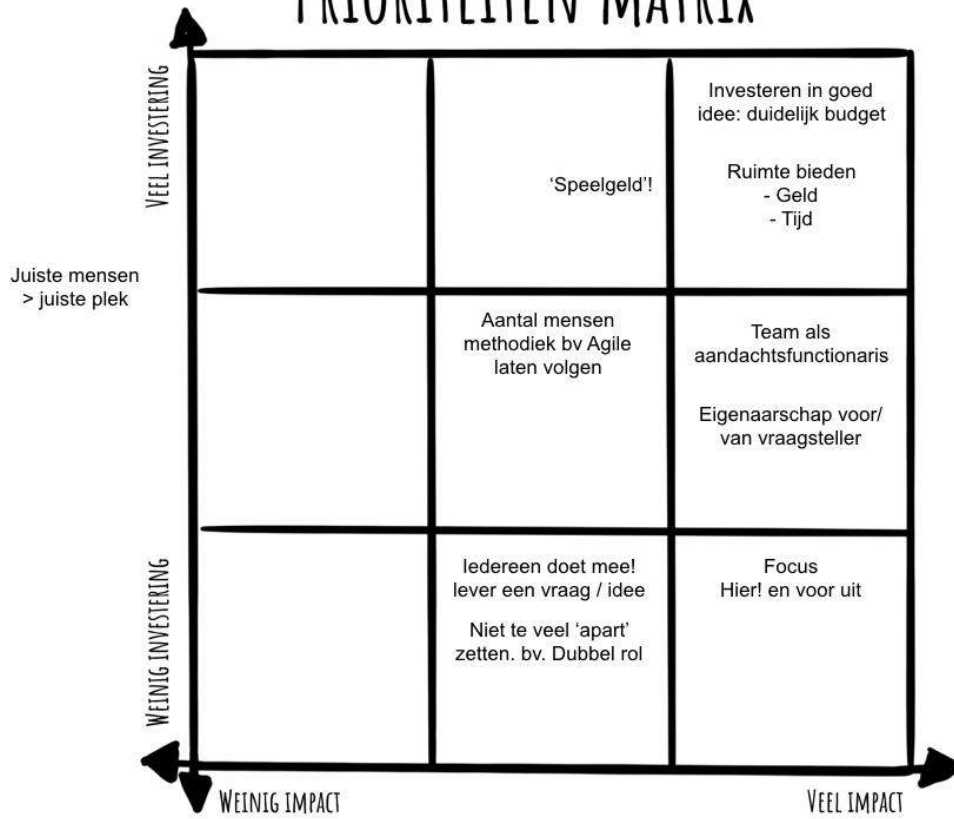 PRIORITEITEN MATRIX
VEEL INVESTERING
Investeren in goed
idee: duidelijk budget
Ruimte bieden
- Geld
- Tijd
‘Speelgeld’!
Juiste mensen
> juiste plek
Aantal mensen
methodiek bv Agile
laten volgen
Team als
aandachtsfunctionaris
Eigenaarschap voor/
van vraagsteller
WEINIG INVESTERING
Iedereen doet mee!
lever een vraag / idee
Niet te veel ‘apart’
zetten. bv. Dubbel rol
Focus
Hier! en voor uit
WEINIG IMPACT
VEEL IMPACT